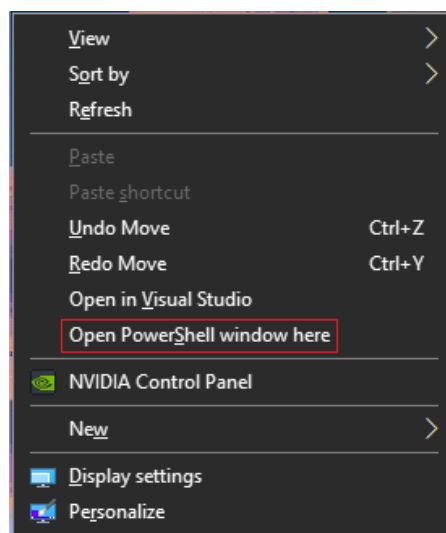 View
Sort by
Refresh
Paste
Paste shortcut
Undo Move Ctrl+Z
Redo Move Ctrl+Y
Open in Visual Studio
Open PowerShell window here
NVIDIA Control Panel
New
Display settings
Personalize